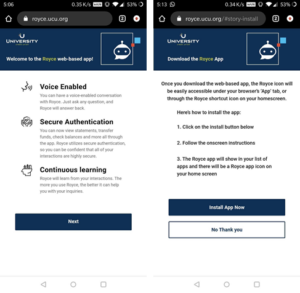 5:06
0.35 K/s
53%
royce.ucu.org
2
UNIVERSITY
Welcome to the Royce web-based app!
Voice Enabled
You can have a voice-enabled conversation
with Royce. Just ask any question, and
Royce will answer back.
Secure Authentication
You can now view statements, transfer
funds, check balances and more all through
the app. Royce utilizes secure authentication,
so you can be confident that all of your
interactions are highly secure.
Continuous learning
Royce will learn from your interactions. The
more you use Royce, the better it can help
you with your inquiries.
Next
5:13
0.34 K/s
53%
royce.ucu.org/#story-install
2
UNIVERSITY
Download the Royce App
Once you download the web-based app, the Royce icon will
be easily accessible under your browser's 'App' tab, or
through the Royce shortcut icon on your homescreen.
Here's how to install the app:
1. Click on the install button below
2. Follow the onscreen instructions
3. The Royce app will show in your list of
apps and there will be a Royce app icon on
your home screen
Install App Now
No Thank you